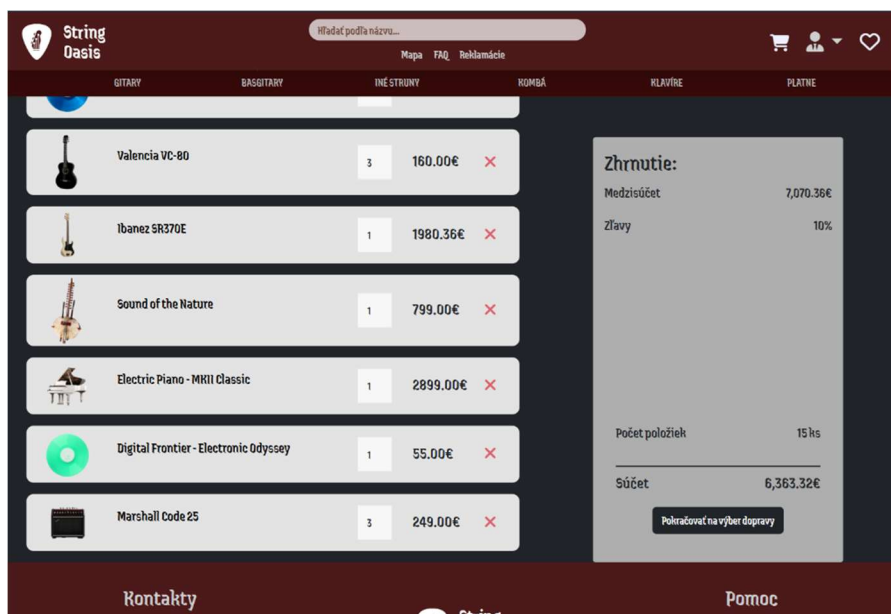 String
Oasis
Hľadať podľa názvu...
Mapa FAQ Reklamácie
GITARY BASGITARY INÉ STRUNY KOMBÁ KLAVÍRE PLATNE
Valencia VC-80 3 160.00€
Ibanez SR370E 1 1980.36€
Sound of the Nature 1 799.00€
Electric Piano - MKII Classic 1 2899.00€
Digital Frontier - Electronic Odyssey 1 55.00€
Marshall Code 25 3 249.00€
Zhrnutie:
Medzisúčet 7,070.36€
Zľavy 10%
Počet položiek 15 ks
Súčet 6,363.32€
Pokračovať na výber dopravy
Kontakty
String
Pomoc